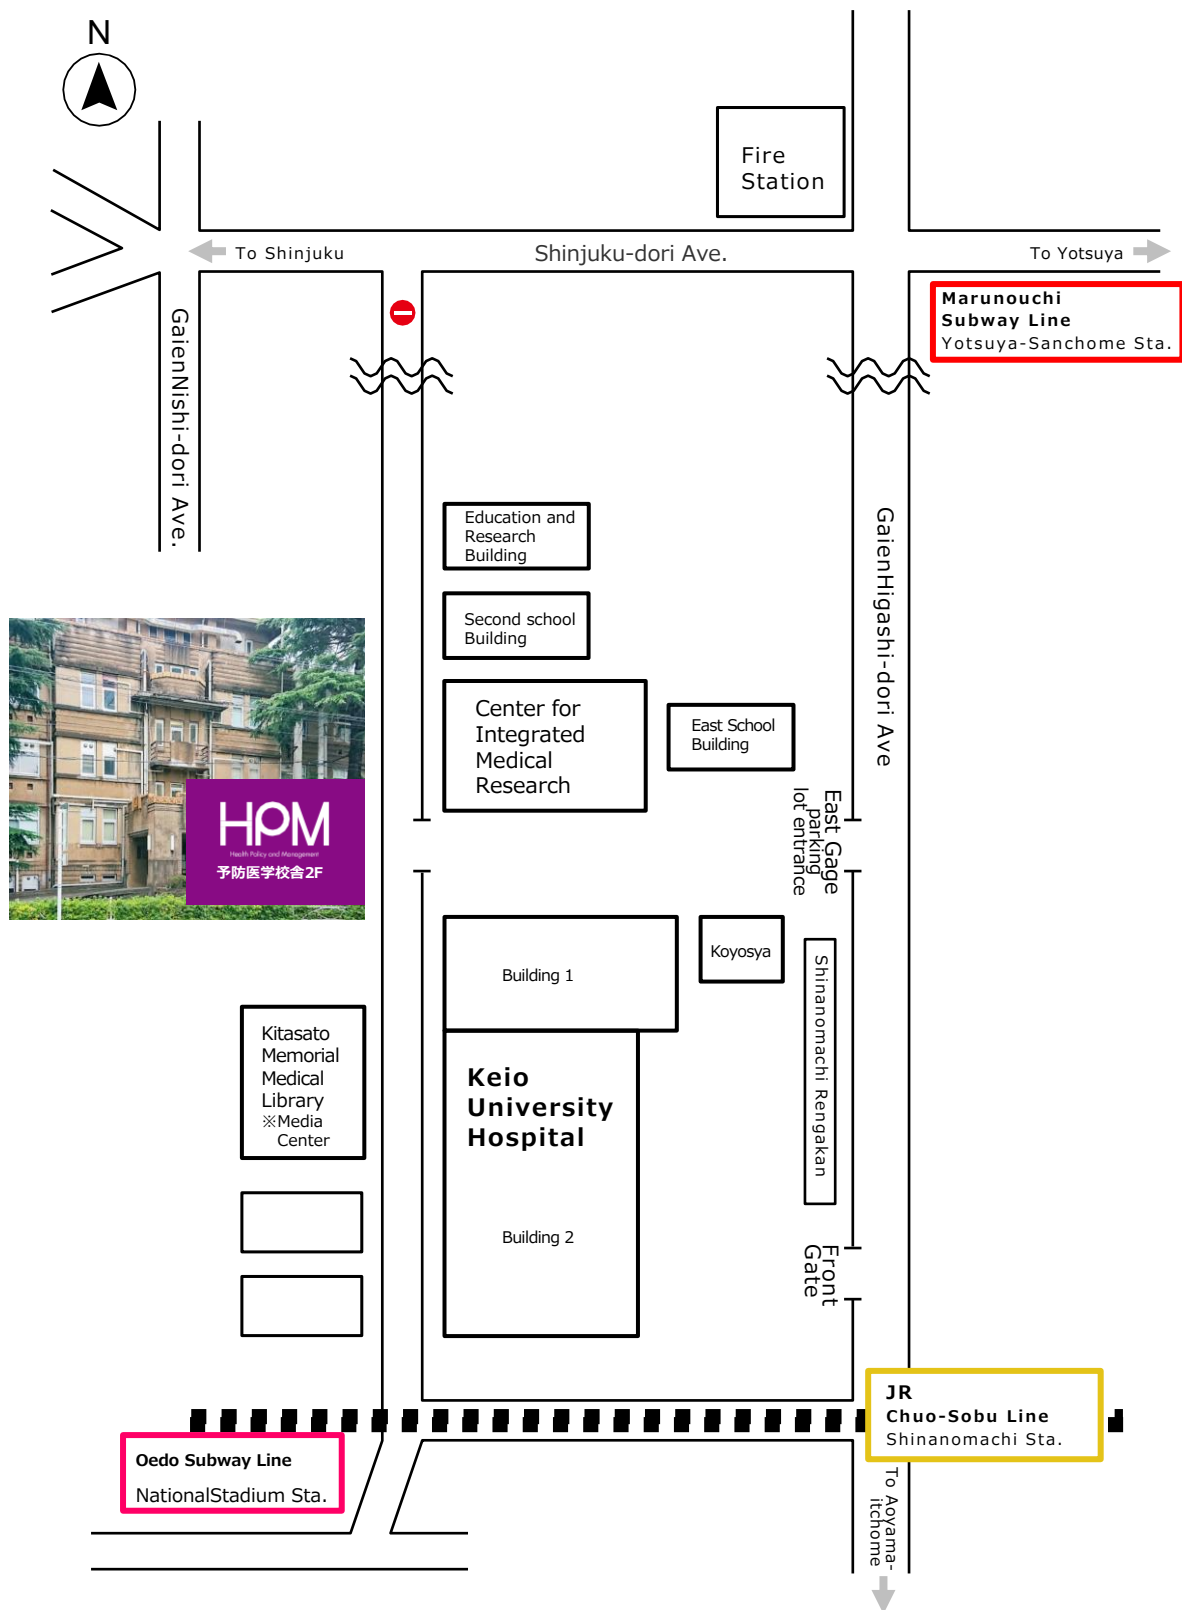 N
Fire
Station
To Shinjuku
Shinjuku-dori Ave.
To Yotsuya
Marunouchi
Subway Line
Yotsuya-Sanchome Sta.
GaienNishi-dori Ave.
GaienHigashi-dori Ave
Education and
Research
Building
Second school
Building
Center for
Integrated
Medical
Research
East School
Building
East Gage
parking
lot entrance
HPM
Health Policy and Management
予防医学校舎2F
Building 1
Koyosya
Shinanomachi Rengakan
Kitasato
Memorial
Medical
Library
※Media
Center
Keio
University
Hospital
Building 2
Front
Gate
JR
Chuo-Sobu Line
Shinanomachi Sta.
Oedo Subway Line
NationalStadium Sta.
To Aoyama-
itchome